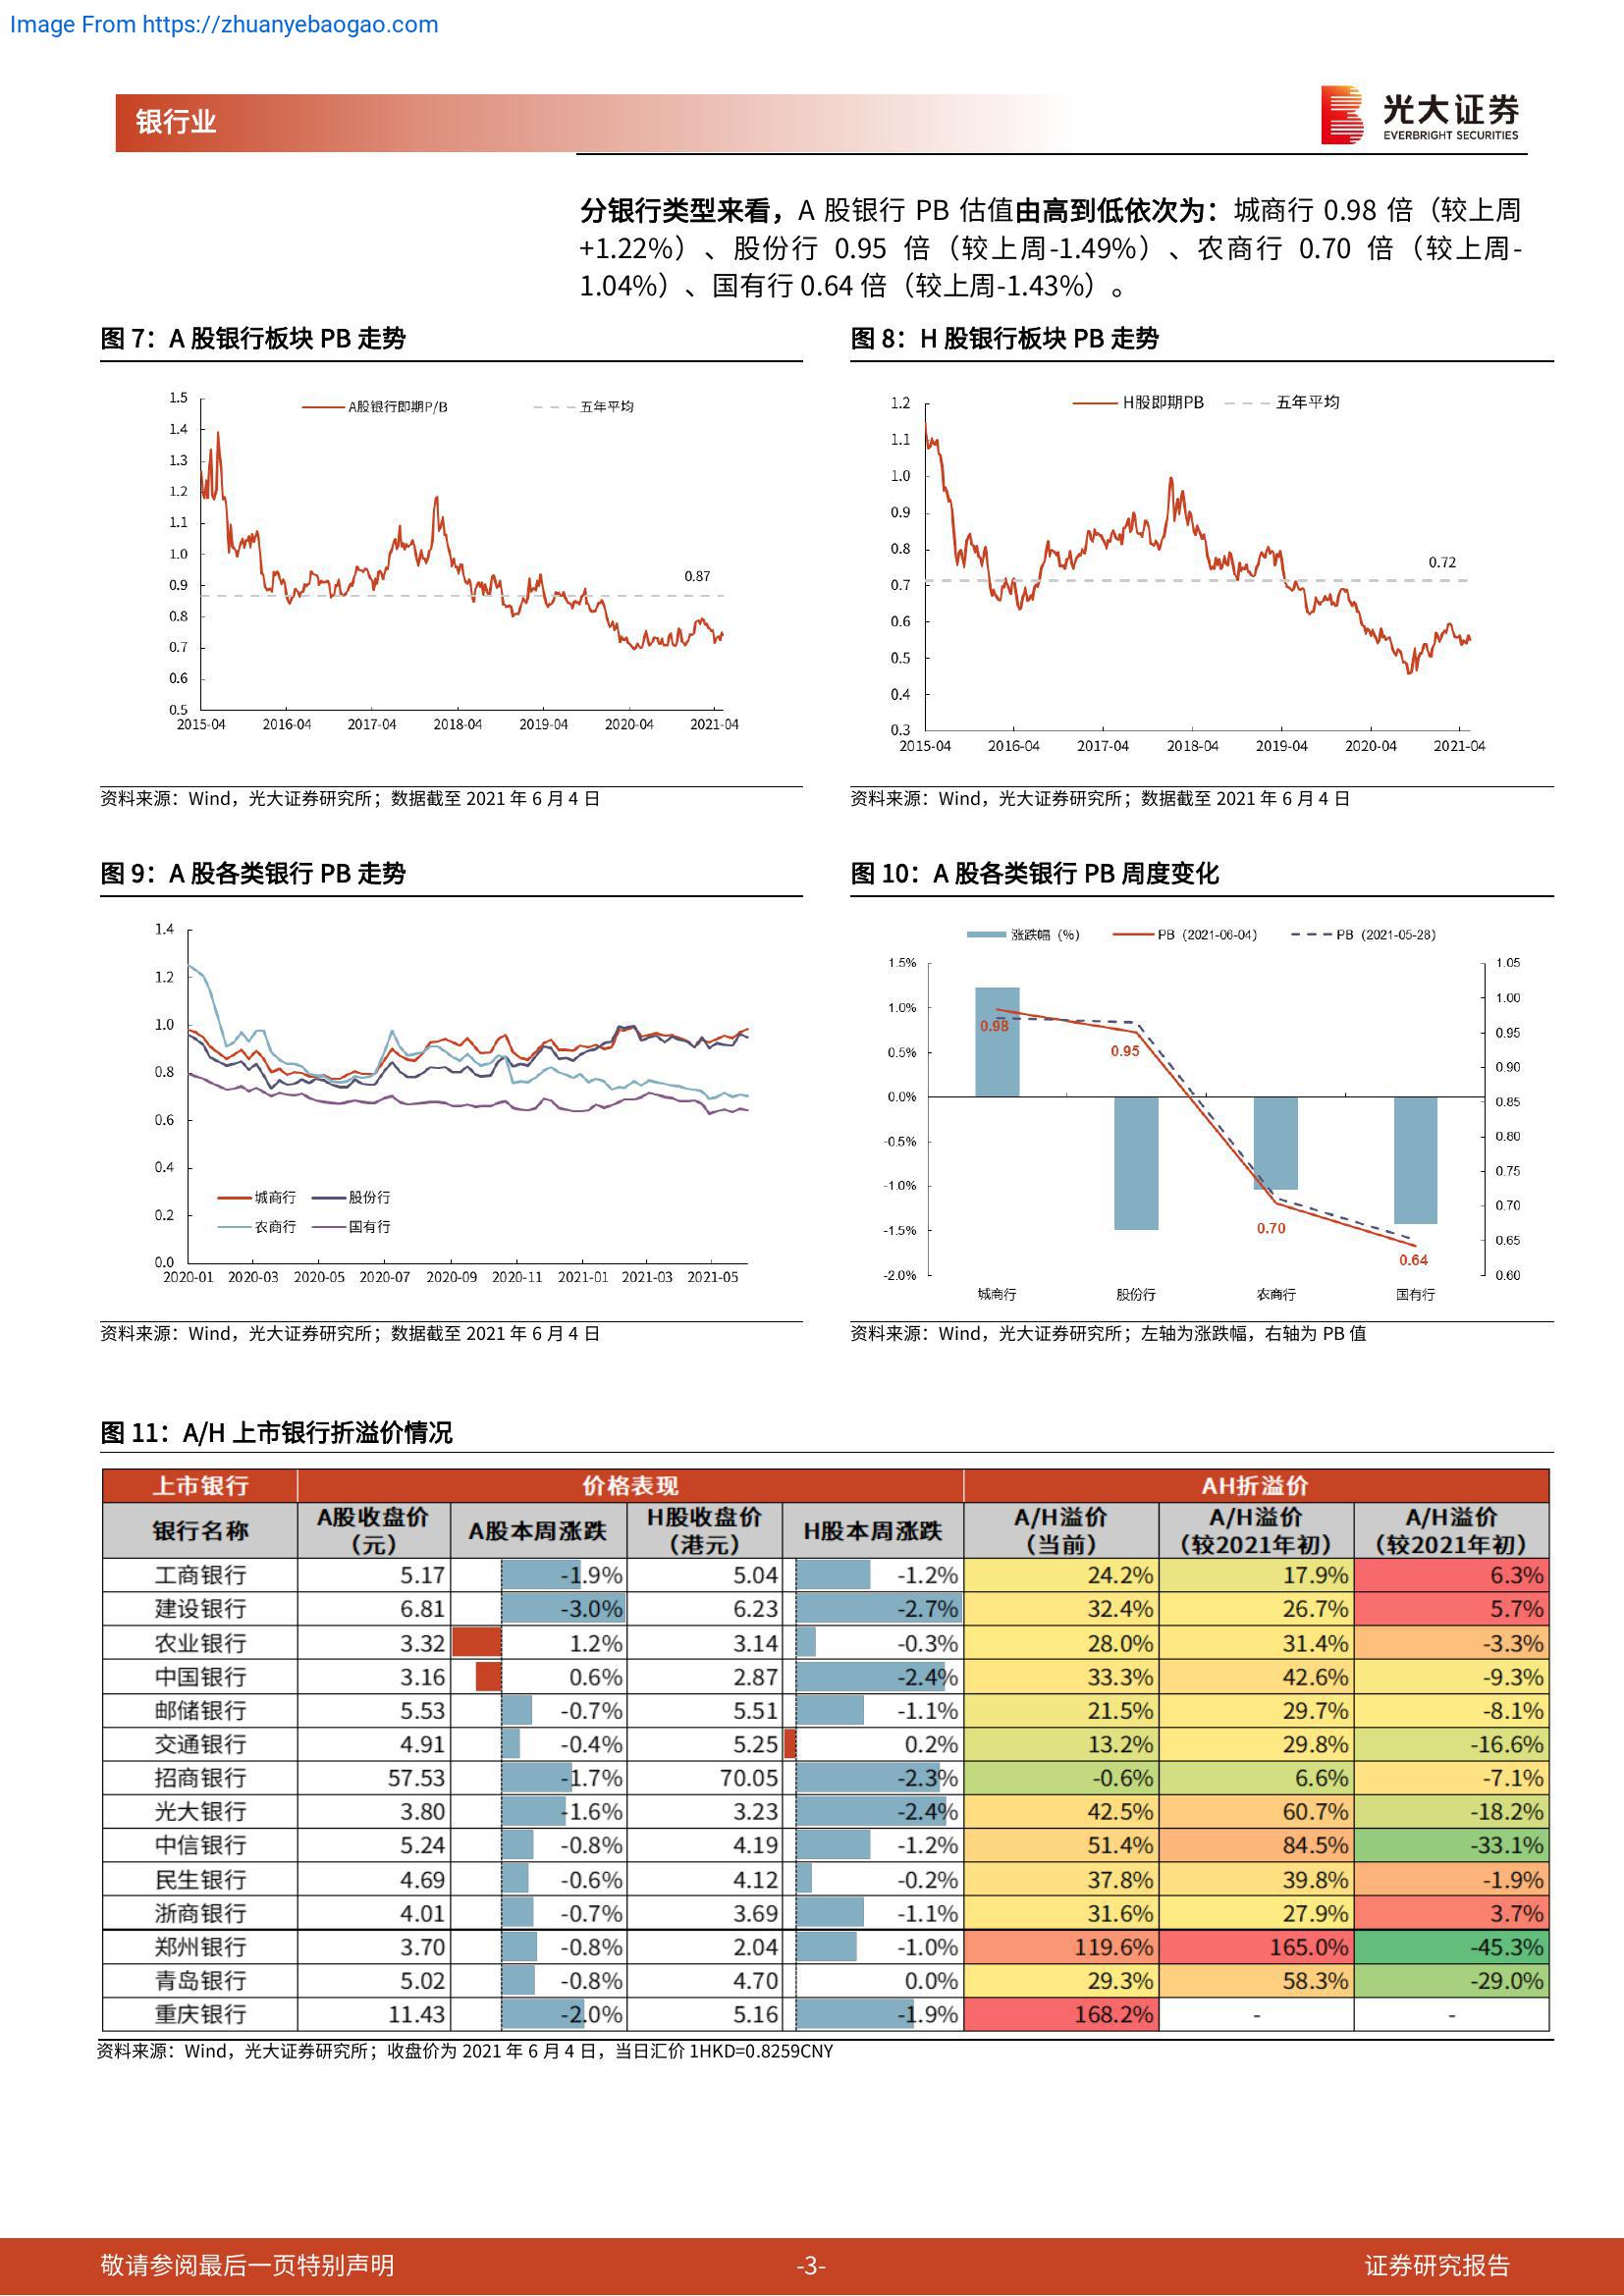 Image From https://zhuanyebaogao.com
银行业
光大证券
EVERBRIGHT SECURITIES
分银行类型来看，A 股银行 PB 估值由高到低依次为：城商行 0.98 倍（较上周
+1.22%）、股份行 0.95 倍（较上周-1.49%）、农商行 0.70 倍（较上周-
1.04%）、国有行 0.64 倍（较上周-1.43%）。
图 7：A 股银行板块 PB 走势
A股银行即期P/B 五年平均
1.5
1.4
1.3
1.2
1.1
1.0
0.9
0.8
0.7
0.6
0.5
0.87
2015-04 2016-04 2017-04 2018-04 2019-04 2020-04 2021-04
资料来源：Wind，光大证券研究所；数据截至 2021 年 6 月 4 日
图 8：H 股银行板块 PB 走势
H股即期PB 五年平均
1.2
1.1
1.0
0.9
0.8
0.7
0.6
0.5
0.4
0.3
0.72
2015-04 2016-04 2017-04 2018-04 2019-04 2020-04 2021-04
资料来源：Wind，光大证券研究所；数据截至 2021 年 6 月 4 日
图 9：A 股各类银行 PB 走势
1.4
1.2
1.0
0.8
0.6
0.4
0.2
0.0
城商行 股份行
农商行 国有行
2020-01 2020-03 2020-05 2020-07 2020-09 2020-11 2021-01 2021-03 2021-05
资料来源：Wind，光大证券研究所；数据截至 2021 年 6 月 4 日
图 10：A 股各类银行 PB 周度变化
涨跌幅（%） PB（2021-06-04） PB（2021-05-28）
1.5%
1.0%
0.5%
0.0%
-0.5%
-1.0%
-1.5%
-2.0%
0.98
0.95
0.70
0.64
1.05
1.00
0.95
0.90
0.85
0.80
0.75
0.70
0.65
0.60
城商行 股份行 农商行 国有行
资料来源：Wind，光大证券研究所；左轴为涨跌幅，右轴为 PB 值
图 11：A/H 上市银行折溢价情况
上市银行 价格表现 AH折溢价
银行名称 A股收盘价（元） A股本周涨跌 H股收盘价（港元） H股本周涨跌 A/H溢价（当前） A/H溢价（较2021年初） A/H溢价（较2021年初）
工商银行 5.17 -1.9% 5.04 -1.2% 24.2% 17.9% 6.3%
建设银行 6.81 -3.0% 6.23 -2.7% 32.4% 26.7% 5.7%
农业银行 3.32 1.2% 3.14 -0.3% 28.0% 31.4% -3.3%
中国银行 3.16 0.6% 2.87 -2.4% 33.3% 42.6% -9.3%
邮储银行 5.53 -0.7% 5.51 -1.1% 21.5% 29.7% -8.1%
交通银行 4.91 -0.4% 5.25 0.2% 13.2% 29.8% -16.6%
招商银行 57.53 -1.7% 70.05 -2.3% -0.6% 6.6% -7.1%
光大银行 3.80 -1.6% 3.23 -2.4% 42.5% 60.7% -18.2%
中信银行 5.24 -0.8% 4.19 -1.2% 51.4% 84.5% -33.1%
民生银行 4.69 -0.6% 4.12 -0.2% 37.8% 39.8% -1.9%
浙商银行 4.01 -0.7% 3.69 -1.1% 31.6% 27.9% 3.7%
郑州银行 3.70 -0.8% 2.04 -1.0% 119.6% 165.0% -45.3%
青岛银行 5.02 -0.8% 4.70 0.0% 29.3% 58.3% -29.0%
重庆银行 11.43 -2.0% 5.16 -1.9% 168.2% - -
资料来源：Wind，光大证券研究所；收盘价为 2021 年 6 月 4 日，当日汇价 1HKD=0.8259CNY
敬请参阅最后一页特别声明 -3- 证券研究报告